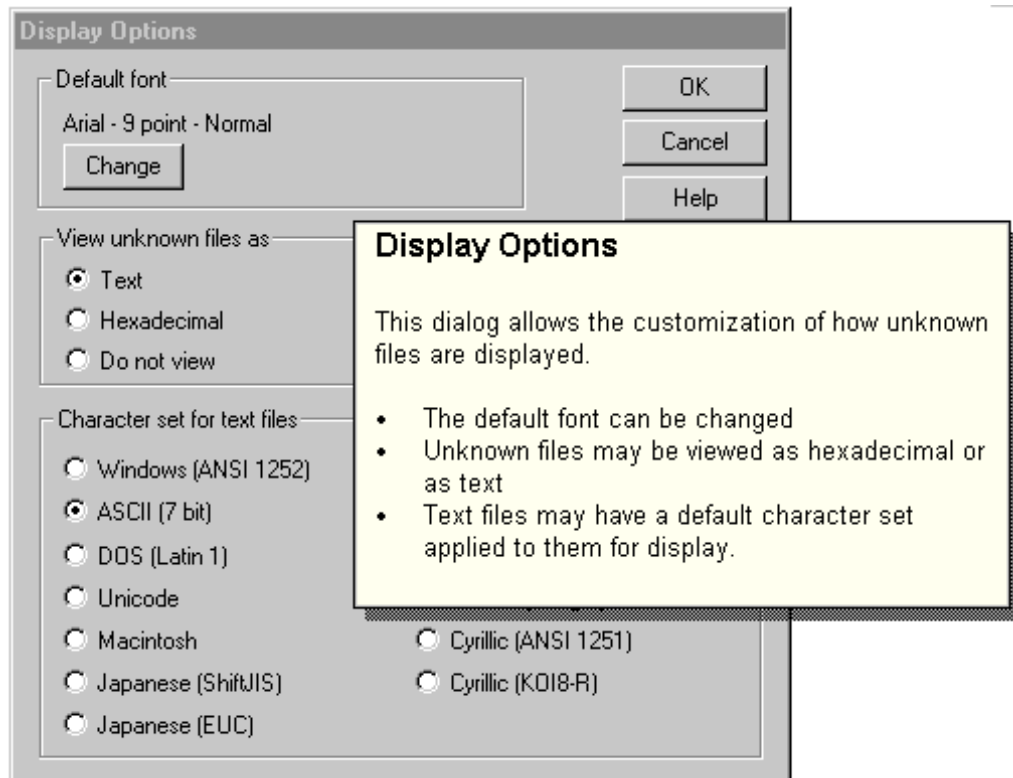 Display Options
Default font
Arial - 9 point - Normal
Change
OK
Cancel
Help
View unknown files as
Text
Hexadecimal
Do not view
Character set for text files
Windows (ANSI 1252)
ASCII (7 bit)
DOS (Latin 1)
Unicode
Macintosh
Japanese (ShiftJIS)
Japanese (EUC)
Cyrillic (ANSI 1251)
Cyrillic (KOI8-R)
Display Options
This dialog allows the customization of how unknown
files are displayed.
• The default font can be changed
• Unknown files may be viewed as hexadecimal or
as text
• Text files may have a default character set
applied to them for display.